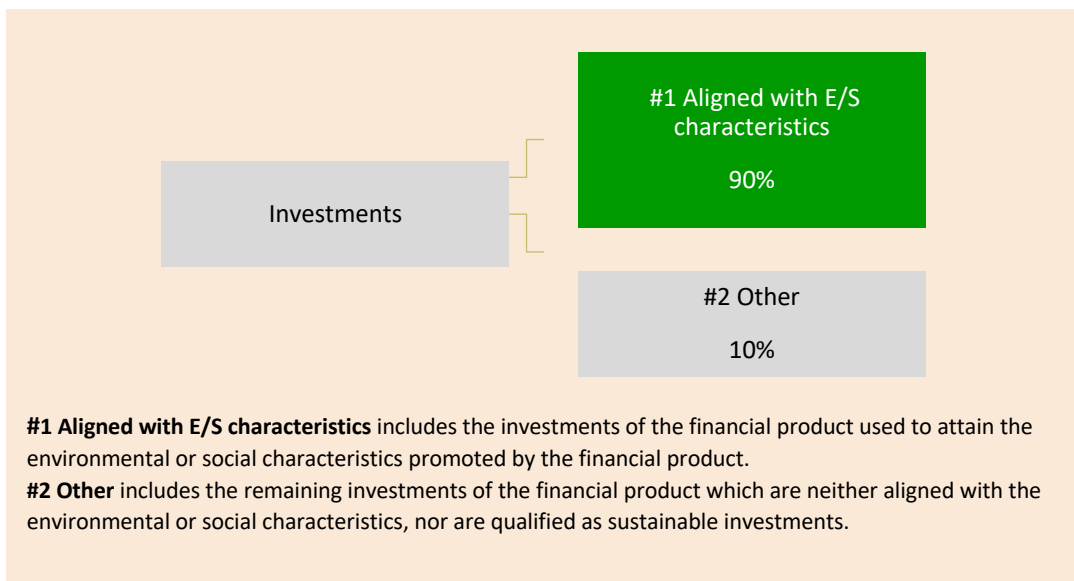 #1 Aligned with E/S
characteristics
90%
Investments
#2 Other
10%
#1 Aligned with E/S characteristics includes the investments of the financial product used to attain the
environmental or social characteristics promoted by the financial product.
#2 Other includes the remaining investments of the financial product which are neither aligned with the
environmental or social characteristics, nor are qualified as sustainable investments.